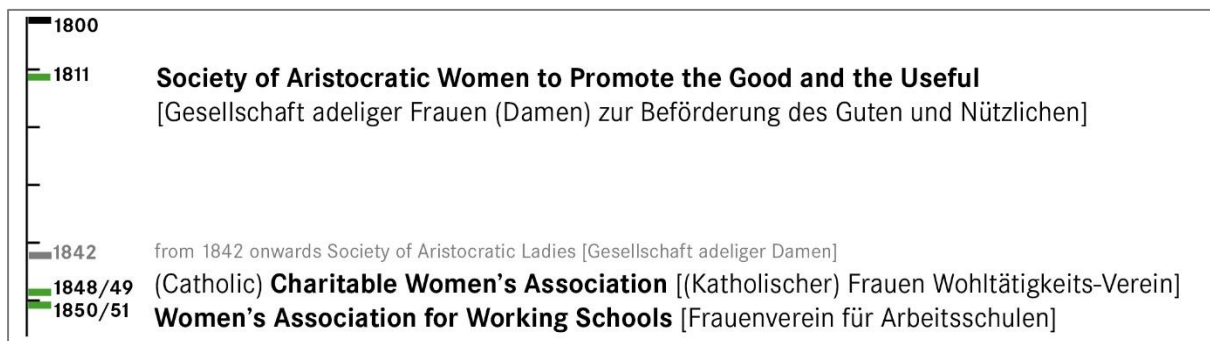 1800
1811 Society of Aristocratic Women to Promote the Good and the Useful
[Gesellschaft adeliger Frauen (Damen) zur Beförderung des Guten und Nützlichen]
1842 from 1842 onwards Society of Aristocratic Ladies [Gesellschaft adeliger Damen]
1848/49 (Catholic) Charitable Women's Association [(Katholischer) Frauen Wohltätigkeits-Verein]
1850/51 Women's Association for Working Schools [Frauenverein für Arbeitsschulen]